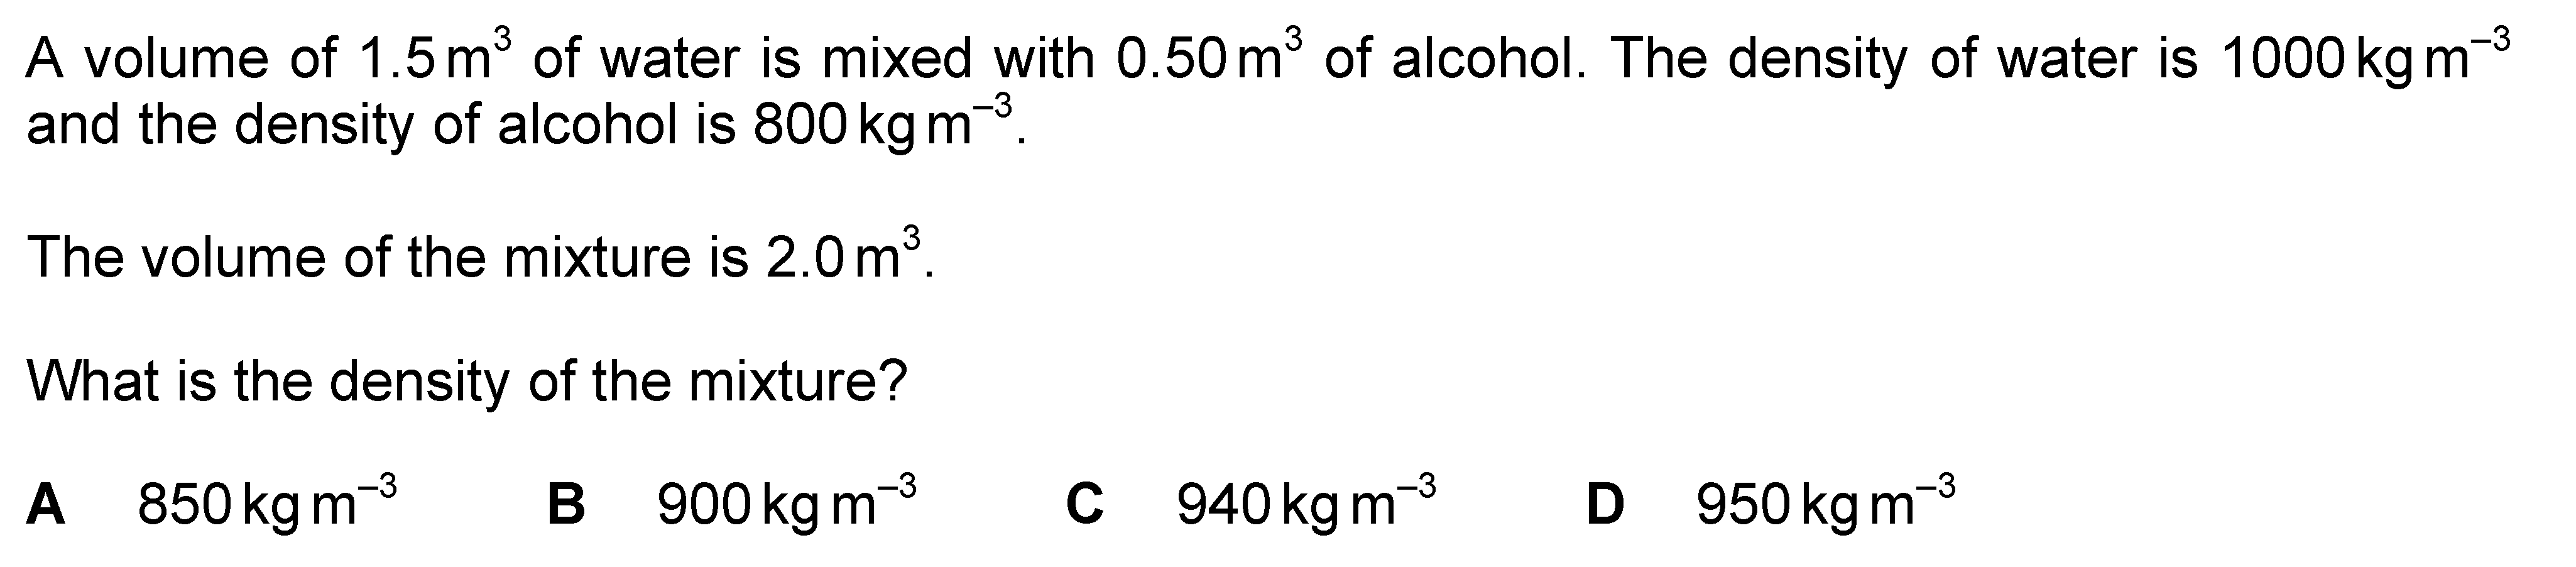 A volume of 1.5 m³ of water is mixed with 0.50 m³ of alcohol. The density of water is 1000 kg m⁻³
and the density of alcohol is 800 kg m⁻³.
The volume of the mixture is 2.0 m³.
What is the density of the mixture?
A 850 kg m⁻³ B 900 kg m⁻³ C 940 kg m⁻³ D 950 kg m⁻³